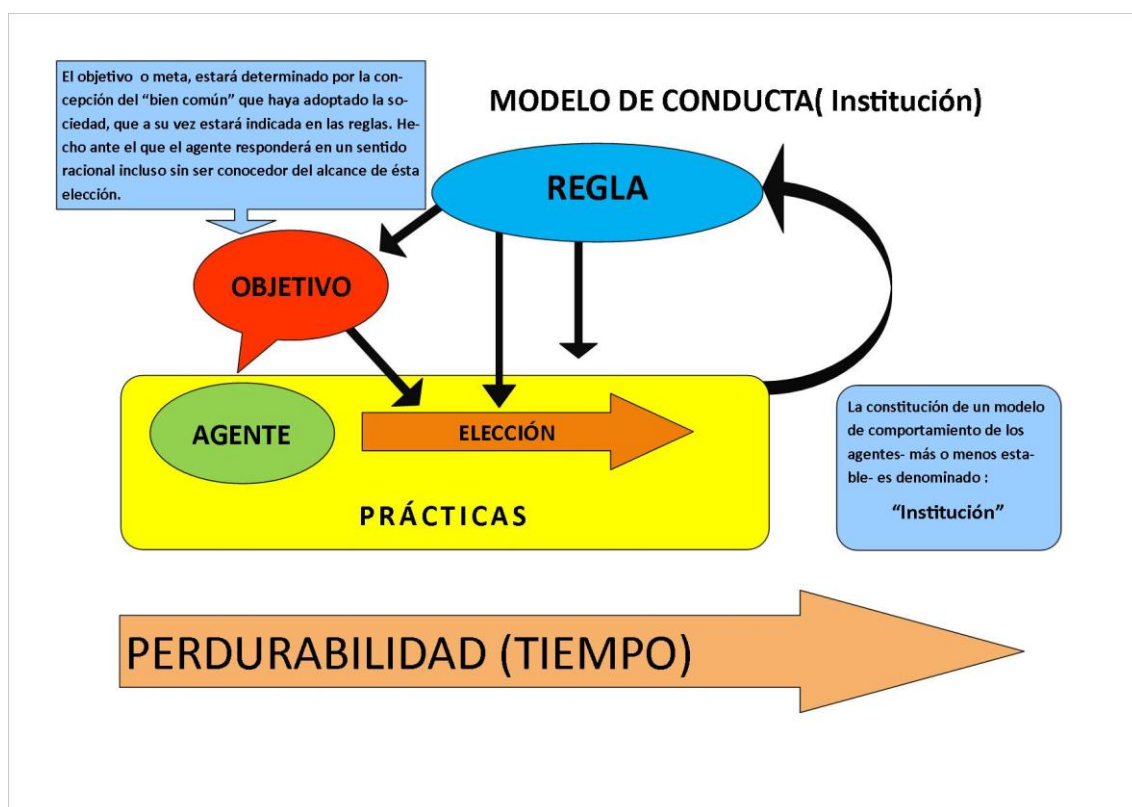 El objetivo  o meta, estará determinado por la con-
cepción del “bien común” que haya adoptado la so-
ciedad, que a su vez estará indicada en las reglas. He-
cho ante el que el agente responderá en un sentido
racional incluso sin ser conocedor del alcance de ésta
elección.
MODELO DE CONDUCTA( Institución)
REGLA
OBJETIVO
AGENTE
ELECCIÓN
PRÁCTICAS
La constitución de un modelo
de comportamiento de los
agentes- más o menos esta-
ble- es denominado :
“Institución”
PERDURABILIDAD (TIEMPO)